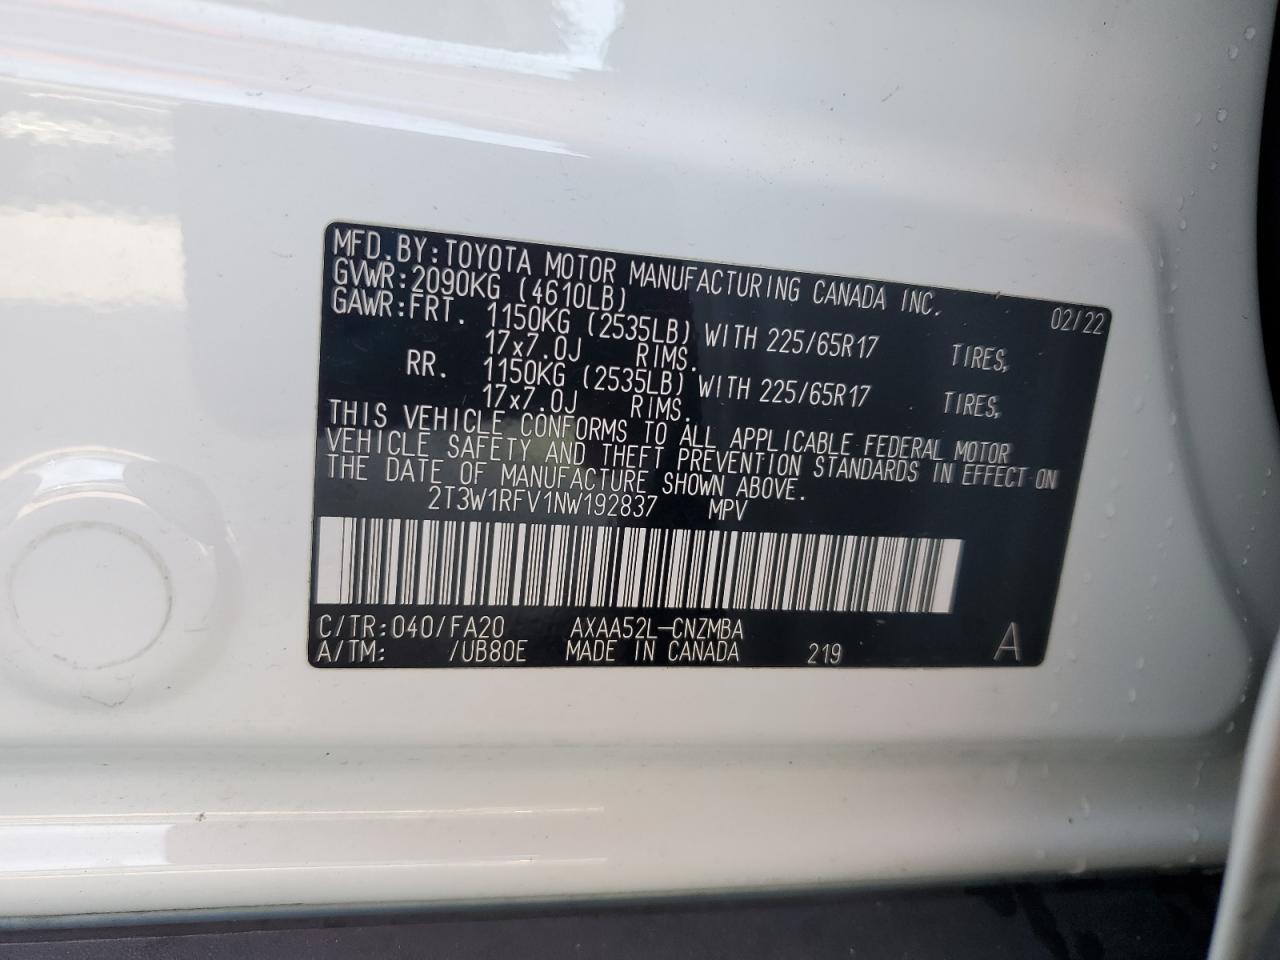 MFD.BY:TOYOTA MOTOR MANUFACTURING CANADA INC. 02/22
GVWR:2090KG (4610LB)
GAWR:FRT. 1150KG (2535LB) WITH 225/65R17 TIRES,
17x7.0J RIMS.
RR. 1150KG (2535LB) WITH 225/65R17 TIRES,
17x7.0J RIMS.
THIS VEHICLE CONFORMS TO ALL APPLICABLE FEDERAL MOTOR
VEHICLE SAFETY AND THEFT PREVENTION STANDARDS IN EFFECT ON
THE DATE OF MANUFACTURE SHOWN ABOVE.
2T3W1RFV1NW192837 MPV
C/TR:040/FA20 AXAA52L-CNZMBA
A/TM: /UB80E MADE IN CANADA 219 A